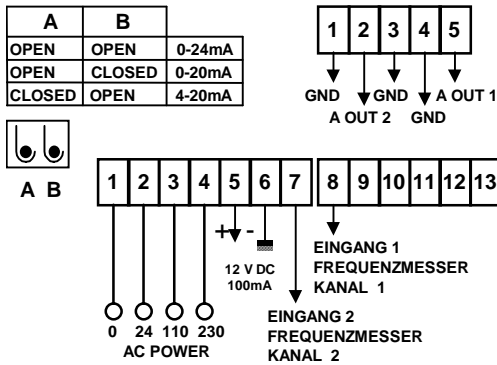 A B
OPEN OPEN 0-24mA
OPEN CLOSED 0-20mA
CLOSED OPEN 4-20mA
A B
1 2 3 4 5
GND GND A OUT 1
A OUT 2 GND
1 2 3 4 5 6 7 8 9 10 11 12 13
+ -
12 V DC
100mA
0 24 110 230
AC POWER
EINGANG 1
FREQUENZMESSER
KANAL 1
EINGANG 2
FREQUENZMESSER
KANAL 2